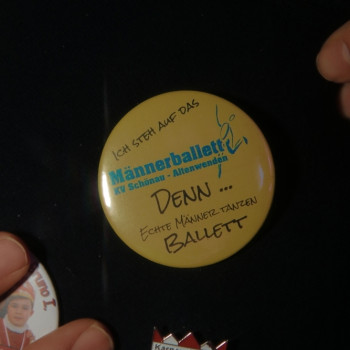 ICH STEH AUF DAS
Männerballett
KV Schönau - Altenwenden
DENN ...
ECHTE MÄNNER TANZEN
BALLETT